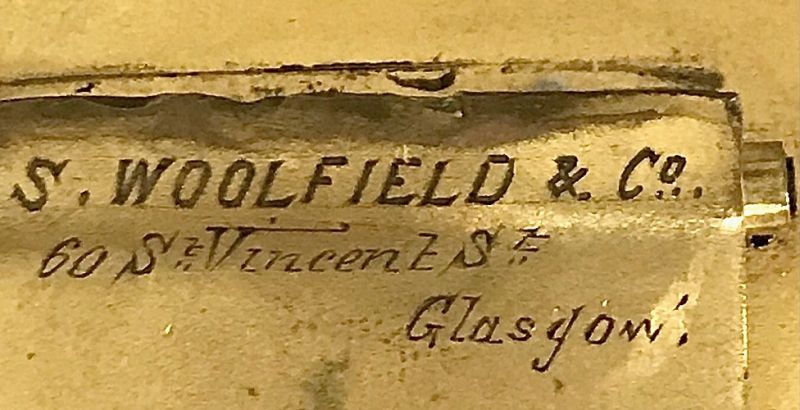 S. WOOLFIELD & Co.
60 St. Vincent St.
Glasgow.